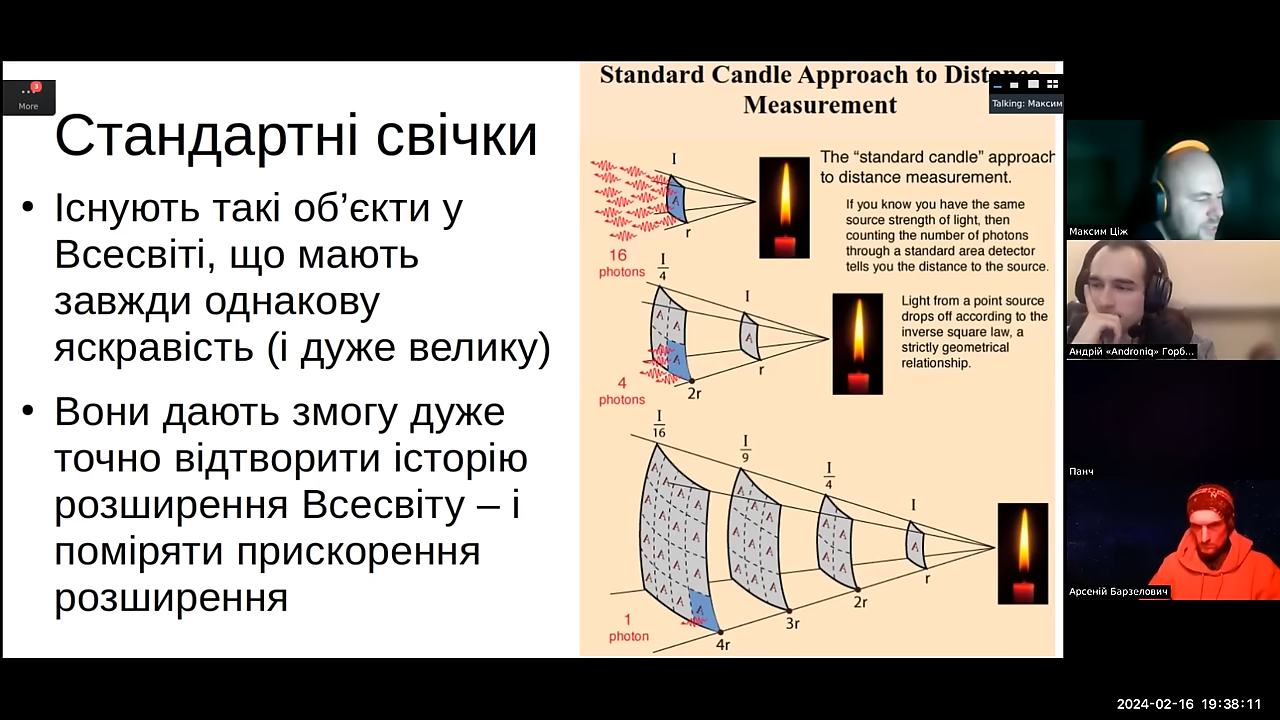 More
3
Стандартні свічки
• Існують такі об’єкти у
Всесвіті, що мають
завжди однакову
яскравість (і дуже велику)
• Вони дають змогу дуже
точно відтворити історію
розширення Всесвіту – і
поміряти прискорення
розширення
Standard Candle Approach to Distance
Measurement
Talking: Максим
I
r
16
photons
The “standard candle” approach
to distance measurement.
If you know you have the same
source strength of light, then
counting the number of photons
through a standard area detector
tells you the distance to the source.
I
4
I
A
A
A
A
A
r
2r
4
photons
Light from a point source
drops off according to the
inverse square law, a
strictly geometrical
relationship.
I
16
I
9
I
4
I
A
r
2r
3r
4r
1
photon
Максим Ціж
Андрій «Androniq» Горб...
Панч
Арсеній Барзелович
2024-02-16 19:38:11